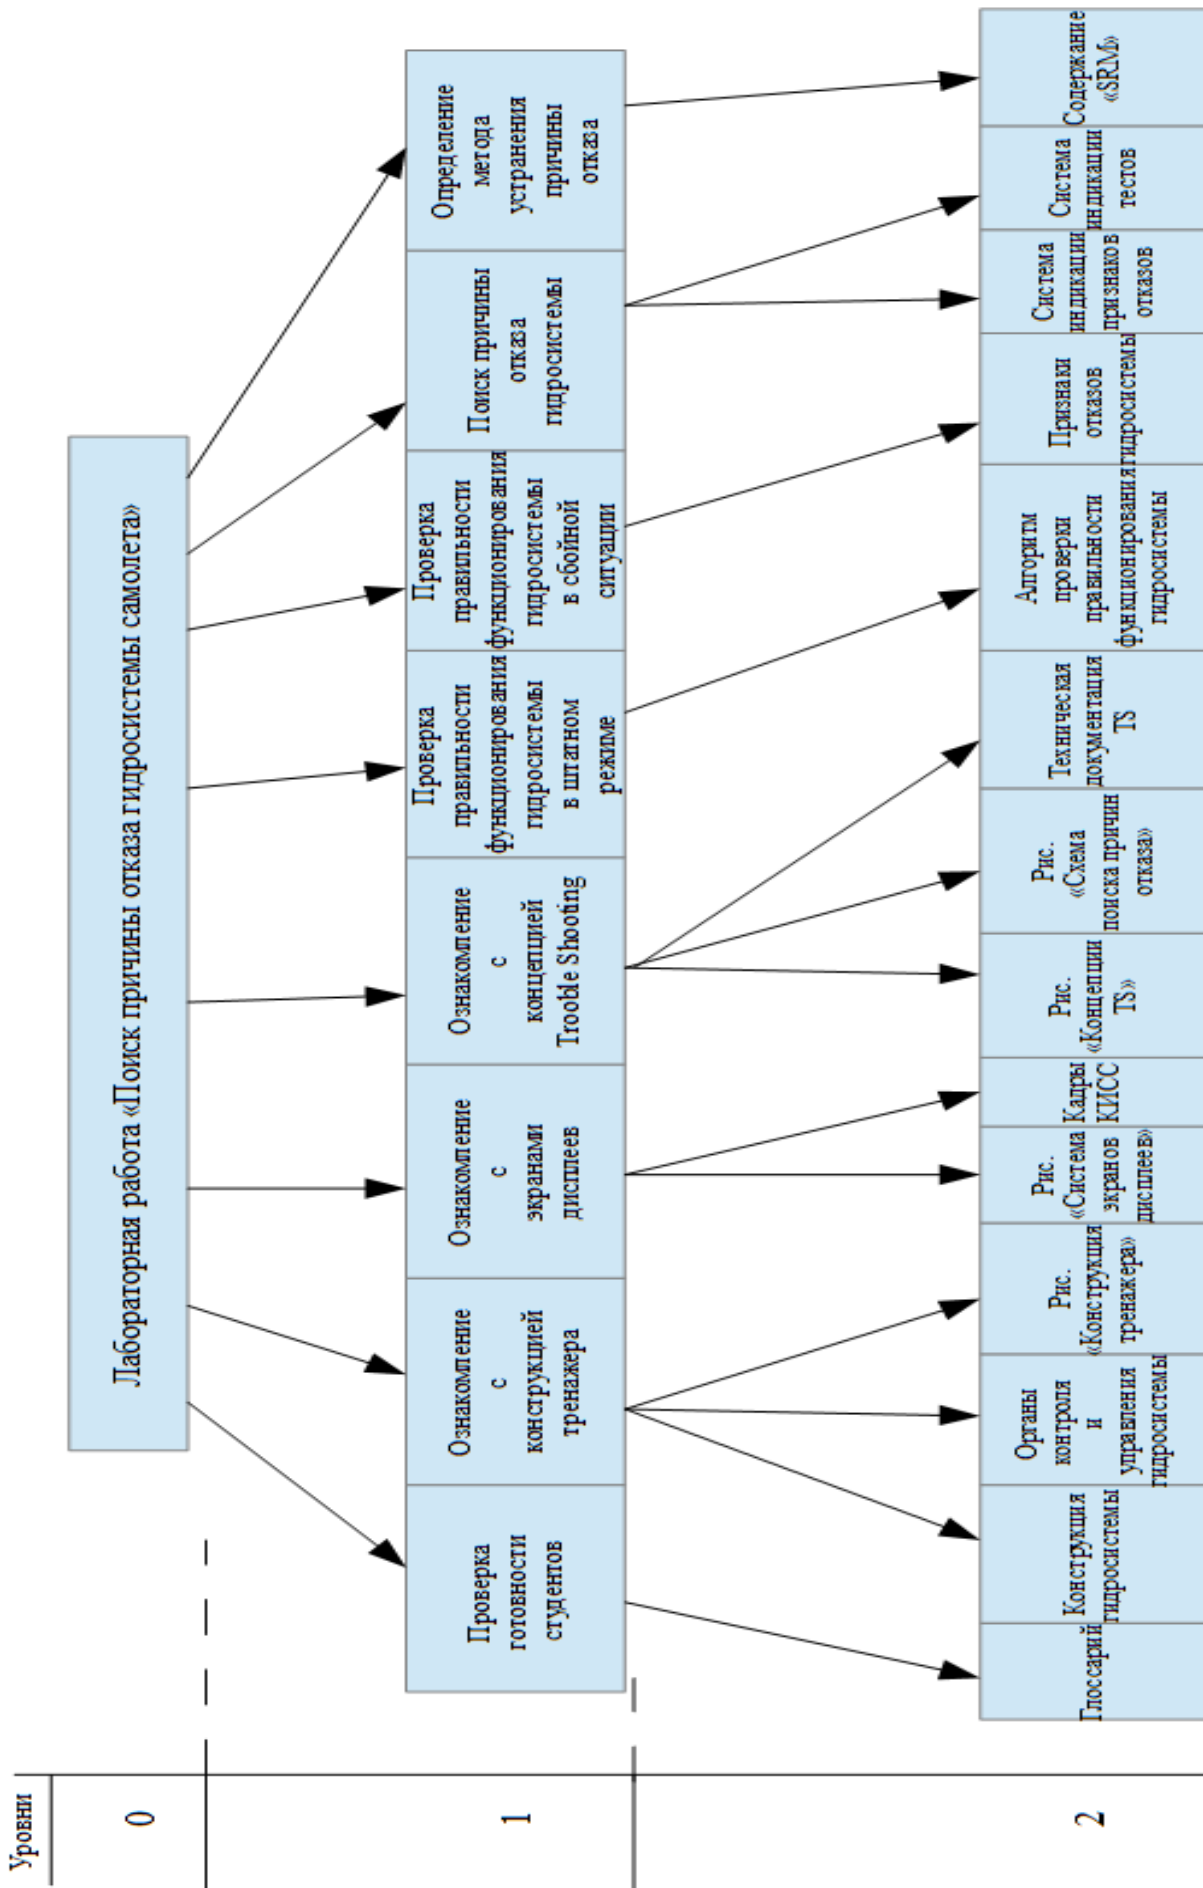 Уровни
0
Лабораторная работа «Поиск причины отказа гидросистемы самолета»
1
Проверка
готовности
студентов
Ознакомление
с
конструкцией
тренажера
Ознакомление
с
экранами
дисплеев
Ознакомление
с
концепцией
Trooble Shooting
Проверка
правильности
функционирования
гидросистемы
в штатном
режиме
Проверка
правильности
функционирования
гидросистемы
в сбойной
ситуации
Поиск причины
отказа
гидросистемы
Определение
метода
устранения
причины
отказа
2
Глоссарий
Конструкция
гидросистемы
Органы
контроля
и
управления
гидросистемы
Рис.
«Конструкция
тренажера»
Рис.
«Система
экранов
дисплеев»
Кадры
КИСС
Рис.
«Концепции
TS»
Рис.
«Схема
поиска причин
отказа»
Техническая
документация
TS
Алгоритм
проверки
правильности
функционирования
гидросистемы
Признаки
отказов
гидросистемы
Система
индикации
признаков
отказов
Система
индикации
тестов
Содержание
«SRM»